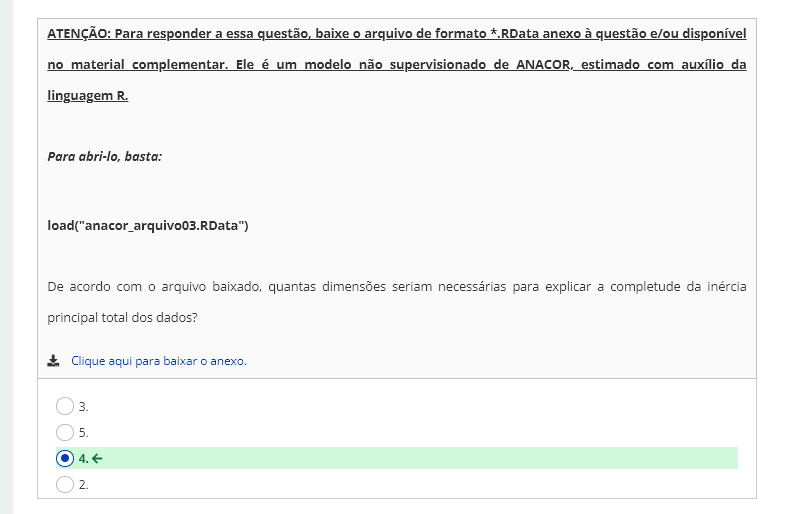 ATENÇÃO: Para responder a essa questão, baixe o arquivo de formato *.RData anexo à questão e/ou disponível
no material complementar. Ele é um modelo não supervisionado de ANACOR, estimado com auxílio da
linguagem R.
Para abri-lo, basta:
load("anacor_arquivo03.RData")
De acordo com o arquivo baixado, quantas dimensões seriam necessárias para explicar a completude da inércia
principal total dos dados?
Clique aqui para baixar o anexo.
3.
5.
4. ←
2.